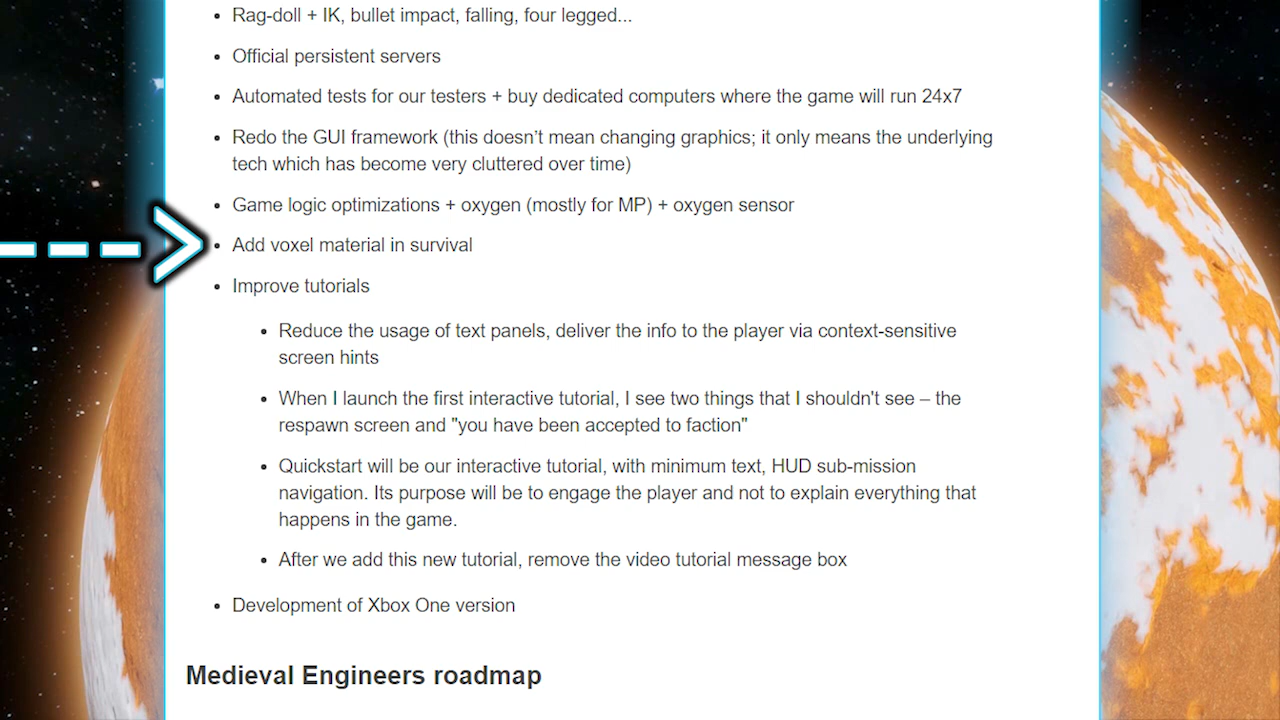 Rag-doll + IK, bullet impact, falling, four legged...
Official persistent servers
Automated tests for our testers + buy dedicated computers where the game will run 24x7
Redo the GUI framework (this doesn’t mean changing graphics; it only means the underlying
tech which has become very cluttered over time)
Game logic optimizations + oxygen (mostly for MP) + oxygen sensor
Add voxel material in survival
Improve tutorials
Reduce the usage of text panels, deliver the info to the player via context-sensitive
screen hints
When I launch the first interactive tutorial, I see two things that I shouldn't see – the
respawn screen and "you have been accepted to faction"
Quickstart will be our interactive tutorial, with minimum text, HUD sub-mission
navigation. Its purpose will be to engage the player and not to explain everything that
happens in the game.
After we add this new tutorial, remove the video tutorial message box
Development of Xbox One version
Medieval Engineers roadmap